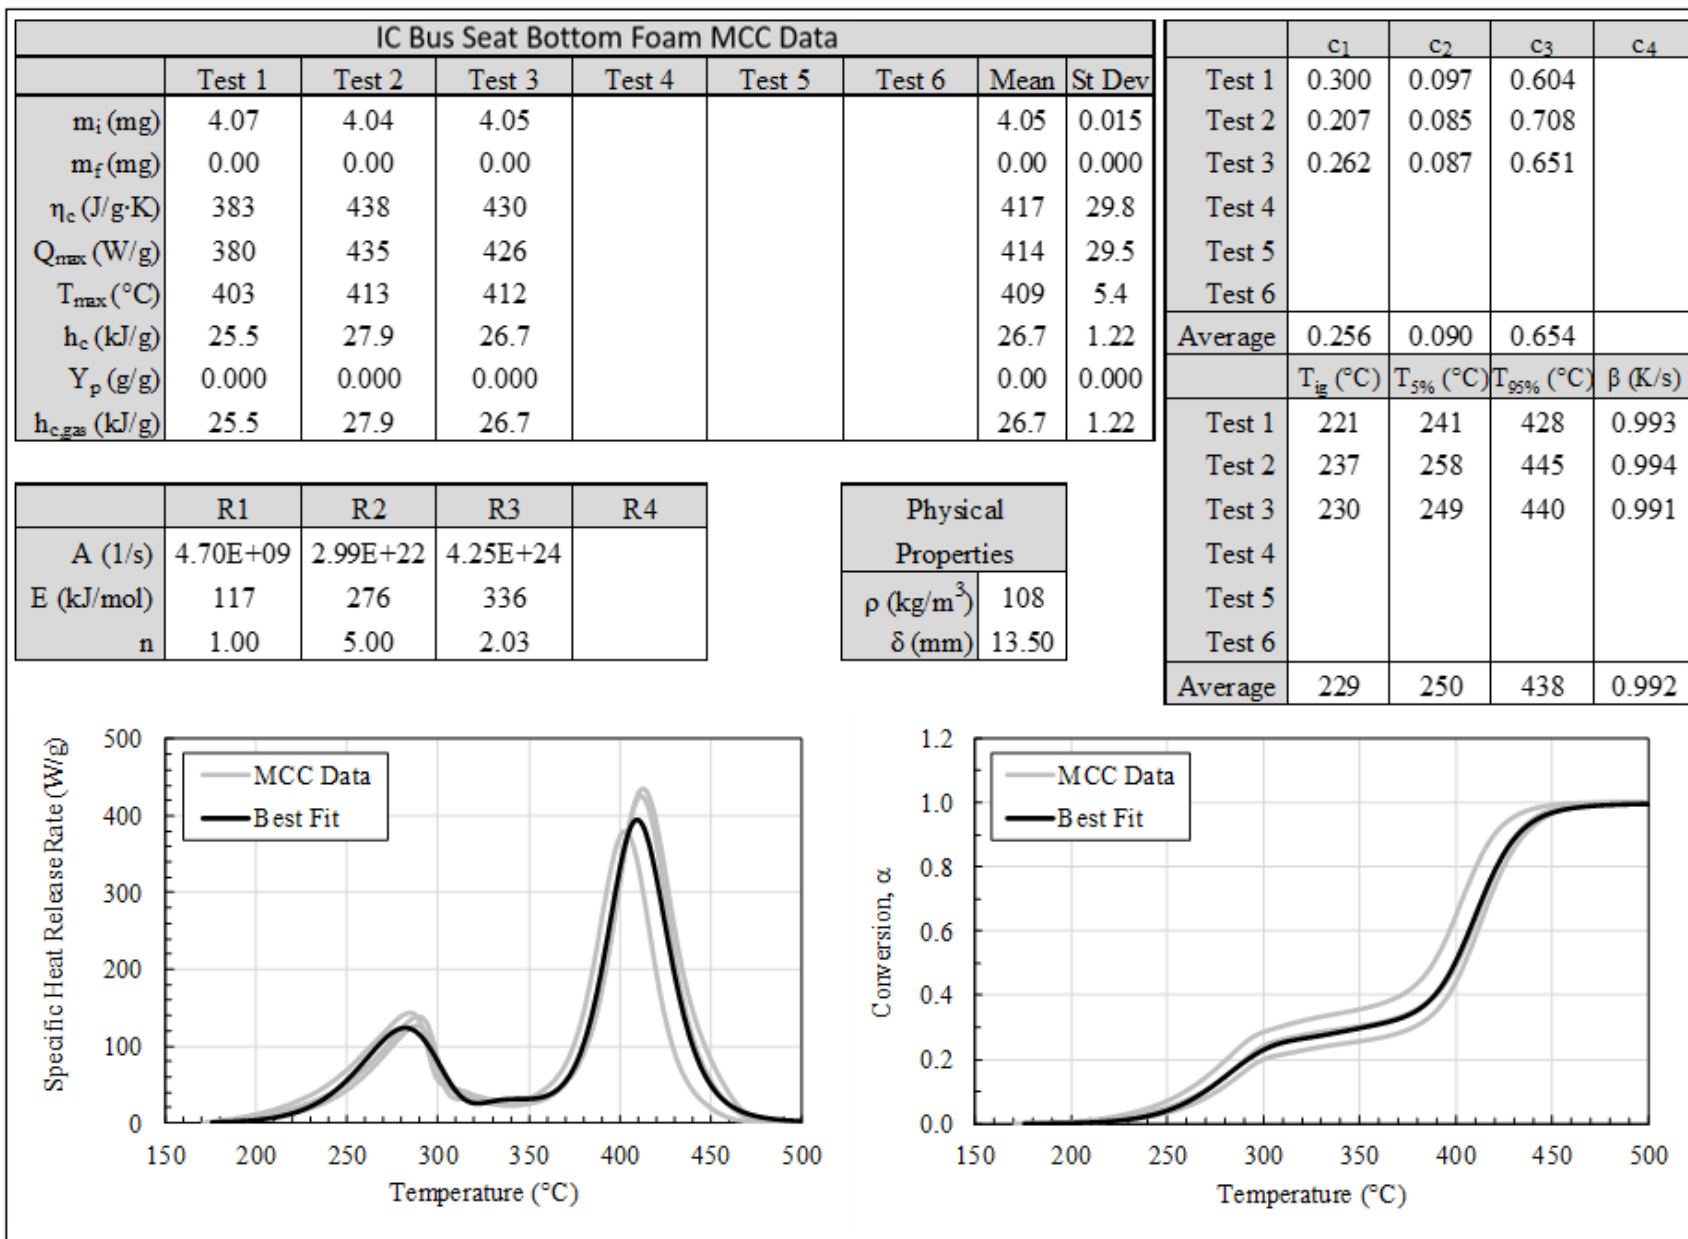 IC Bus Seat Bottom Foam MCC Data
Test 1 Test 2 Test 3 Test 4 Test 5 Test 6 Mean St Dev
mᵢ (mg) 4.07 4.04 4.05 4.05 0.015
m_f (mg) 0.00 0.00 0.00 0.00 0.000
η_c (J/g·K) 383 438 430 417 29.8
Q_max (W/g) 380 435 426 414 29.5
T_max (°C) 403 413 412 409 5.4
h_c (kJ/g) 25.5 27.9 26.7 26.7 1.22
Y_p (g/g) 0.000 0.000 0.000 0.00 0.000
h_c,gas (kJ/g) 25.5 27.9 26.7 26.7 1.22
c₁ c₂ c₃ c₄
Test 1 0.300 0.097 0.604
Test 2 0.207 0.085 0.708
Test 3 0.262 0.087 0.651
Test 4
Test 5
Test 6
Average 0.256 0.090 0.654
T_ig (°C) T_5% (°C) T_95% (°C) β (K/s)
Test 1 221 241 428 0.993
Test 2 237 258 445 0.994
Test 3 230 249 440 0.991
Test 4
Test 5
Test 6
Average 229 250 438 0.992
R1 R2 R3 R4
A (1/s) 4.70E+09 2.99E+22 4.25E+24
E (kJ/mol) 117 276 336
n 1.00 5.00 2.03
Physical
Properties
ρ (kg/m³) 108
δ (mm) 13.50
Specific Heat Release Rate (W/g)
500
400
300
200
100
0
MCC Data
Best Fit
150 200 250 300 350 400 450 500
Temperature (°C)
Conversion, α
1.2
1.0
0.8
0.6
0.4
0.2
0.0
MCC Data
Best Fit
150 200 250 300 350 400 450 500
Temperature (°C)